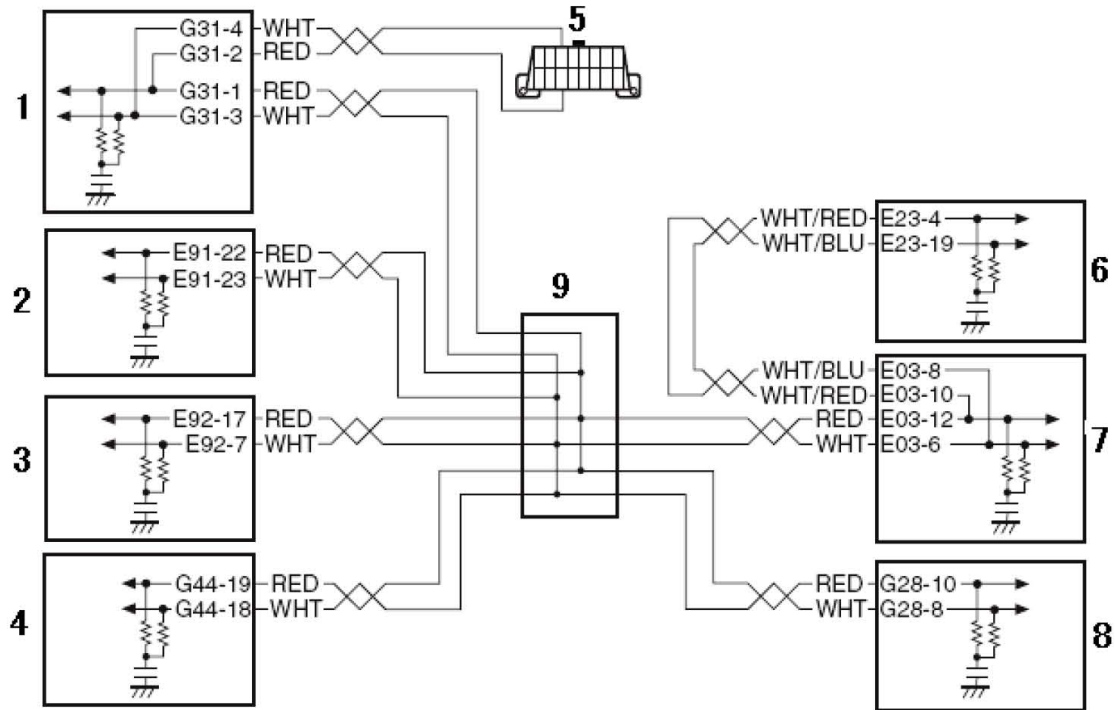 1
G31-4 WHT
G31-2 RED
G31-1 RED
G31-3 WHT
5
2
E91-22 RED
E91-23 WHT
3
E92-17 RED
E92-7 WHT
4
G44-19 RED
G44-18 WHT
9
WHT/RED E23-4
WHT/BLU E23-19
6
WHT/BLU E03-8
WHT/RED E03-10
RED E03-12
WHT E03-6
7
RED G28-10
WHT G28-8
8